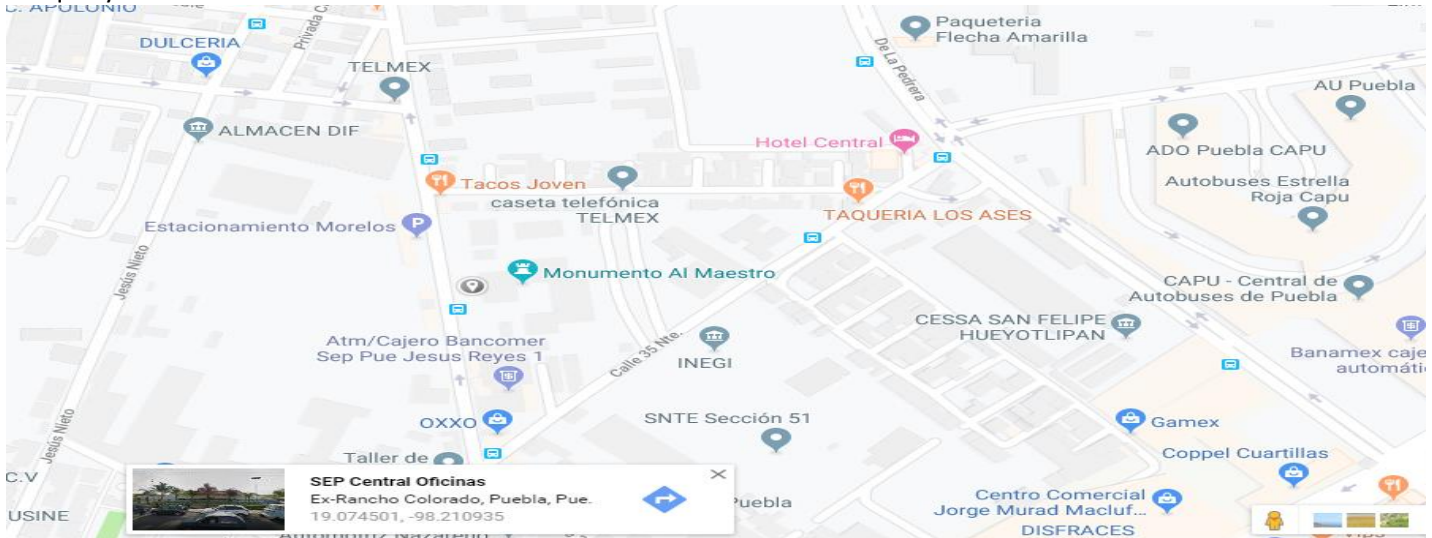 C. APOLONIO
Paqueteria
Flecha Amarilla
DULCERIA
Privada C
De La Pedrera
TELMEX
AU Puebla
ALMACEN DIF
Hotel Central
ADO Puebla CAPU
Tacos Joven
caseta telefónica
TELMEX
TAQUERIA LOS ASES
Autobuses Estrella
Roja Capu
Estacionamiento Morelos
P
Jesús Nieto
Monumento Al Maestro
CAPU - Central de
Autobuses de Puebla
CESSA SAN FELIPE
HUEYOTLIPAN
Atm/Cajero Bancomer
Sep Pue Jesus Reyes 1
Calle 35 Nte.
INEGI
Banamex caje
automáti
Jesús Nieto
OXXO
SNTE Sección 51
Gamex
Taller de
Coppel Cuartillas
C.V
SEP Central Oficinas
Ex-Rancho Colorado, Puebla, Pue.
19.074501, -98.210935
Puebla
Centro Comercial
Jorge Murad Macluf...
DISFRACES
USINE
Vips